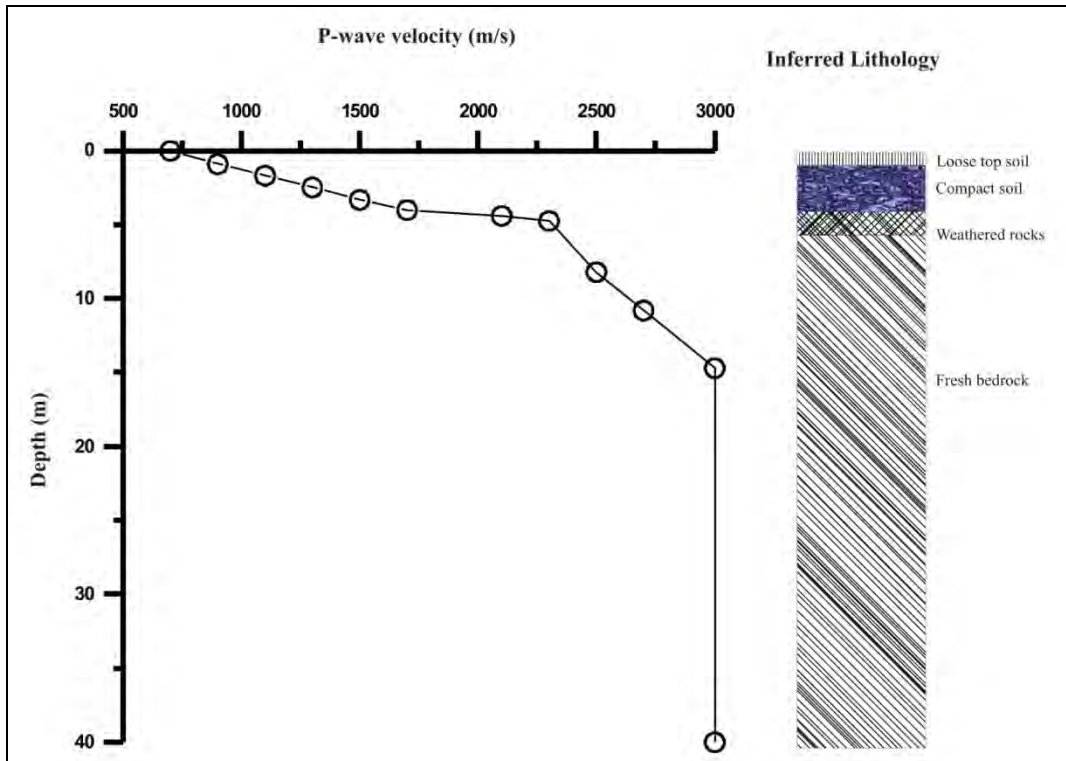 P-wave velocity (m/s)
Inferred Lithology
500 1000 1500 2000 2500 3000
0
10
20
30
40
Depth (m)
Loose top soil
Compact soil
Weathered rocks
Fresh bedrock